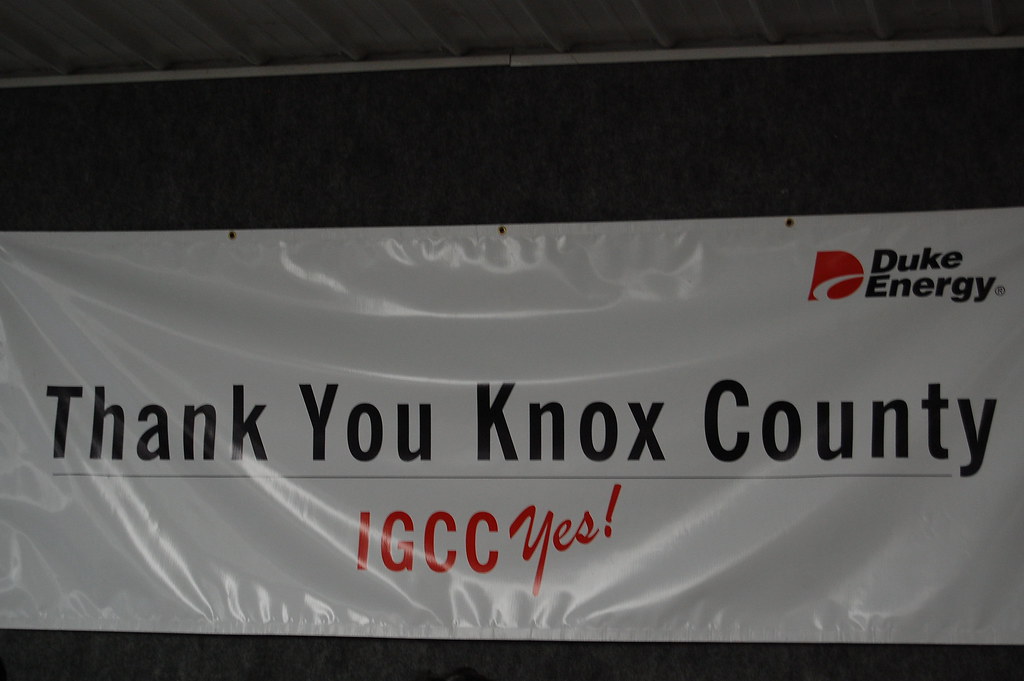 Duke
Energy®
Thank You Knox County
IGCC Yes!